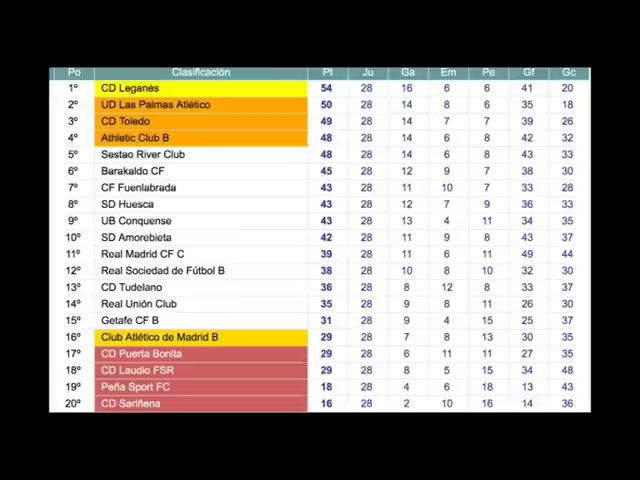 Po Clasificación Pt Ju Ga Em Pe Gf Gc
1º CD Leganés 54 28 16 6 6 41 20
2º UD Las Palmas Atlético 50 28 14 8 6 35 18
3º CD Toledo 49 28 14 7 7 39 26
4º Athletic Club B 48 28 14 6 8 42 32
5º Sestao River Club 48 28 14 6 8 43 33
6º Barakaldo CF 45 28 12 9 7 38 30
7º CF Fuenlabrada 43 28 11 10 7 33 28
8º SD Huesca 43 28 12 7 9 36 33
9º UB Conquense 43 28 13 4 11 34 35
10º SD Amorebieta 42 28 11 9 8 43 37
11º Real Madrid CF C 39 28 11 6 11 49 44
12º Real Sociedad de Fútbol B 38 28 10 8 10 32 30
13º CD Tudelano 36 28 8 12 8 33 37
14º Real Unión Club 35 28 9 8 11 26 30
15º Getafe CF B 31 28 9 4 15 25 37
16º Club Atlético de Madrid B 29 28 7 8 13 30 35
17º CD Puerta Bonita 29 28 6 11 11 27 35
18º CD Laudio FSR 29 28 8 5 15 34 48
19º Peña Sport FC 18 28 4 6 18 13 43
20º CD Sariñena 16 28 2 10 16 14 36